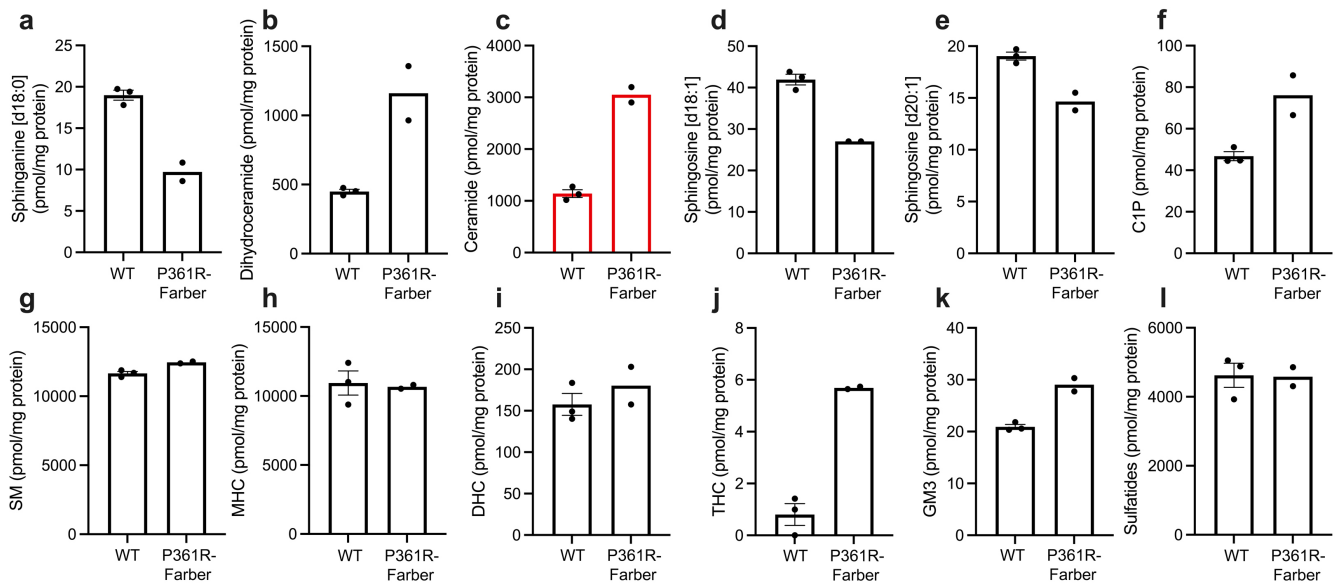 a
Sphinganine [d18:0]
(pmol/mg protein)
25
20
15
10
5
0
WT
P361R-
Farber
b
Dihydroceramide (pmol/mg protein)
1500
1000
500
0
WT
P361R-
Farber
c
Ceramide (pmol/mg protein)
4000
3000
2000
1000
0
WT
P361R-
Farber
d
Sphingosine [d18:1]
(pmol/mg protein)
50
40
30
20
10
0
WT
P361R-
Farber
e
Sphingosine [d20:1]
(pmol/mg protein)
20
15
10
5
0
WT
P361R-
Farber
f
C1P (pmol/mg protein)
100
80
60
40
20
0
WT
P361R-
Farber
g
SM (pmol/mg protein)
15000
10000
5000
0
WT
P361R-
Farber
h
MHC (pmol/mg protein)
15000
10000
5000
0
WT
P361R-
Farber
i
DHC (pmol/mg protein)
250
200
150
100
50
0
WT
P361R-
Farber
j
THC (pmol/mg protein)
8
6
4
2
0
WT
P361R-
Farber
k
GM3 (pmol/mg protein)
40
30
20
10
0
WT
P361R-
Farber
l
Sulfatides (pmol/mg protein)
6000
4000
2000
0
WT
P361R-
Farber